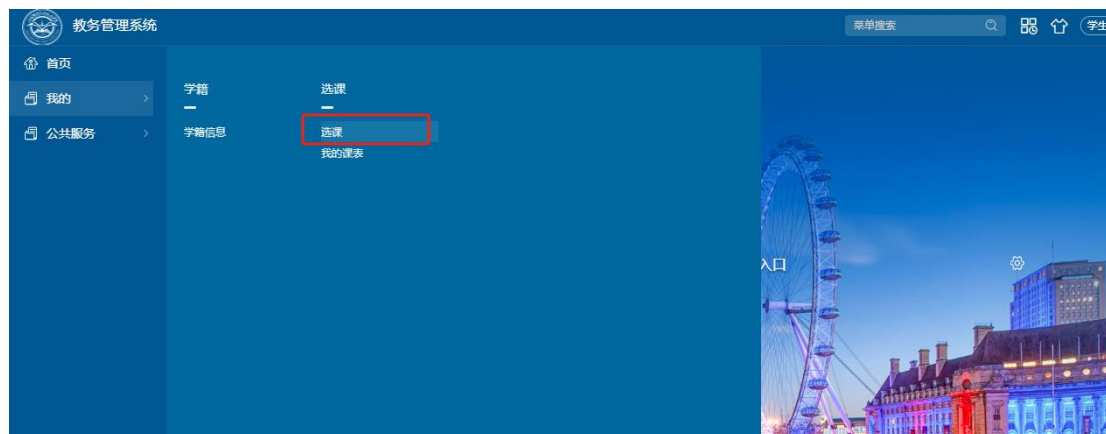 教务管理系统
菜单搜索
学生
首页
我的
公共服务
学籍
学籍信息
选课
选课
我的课表
入口